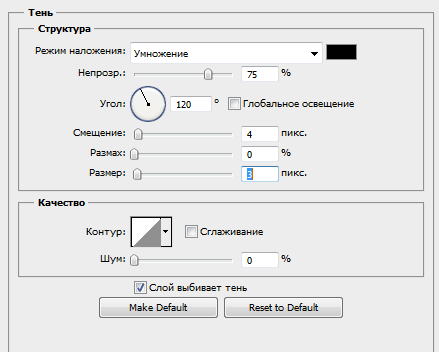 Тень
Структура
Режим наложения: Умножение
Непрозр.: 75 %
Угол: 120 ° Глобальное освещение
Смещение: 4 пикс.
Размах: 0 %
Размер: 3 пикс.
Качество
Контур: Сглаживание
Шум: 0 %
Слой выбивает тень
Make Default Reset to Default